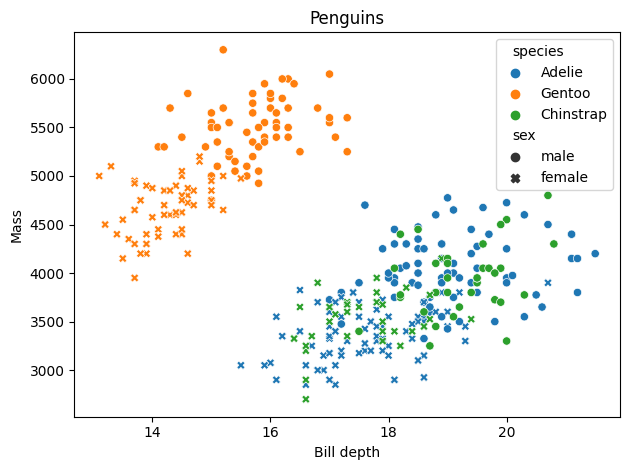 Penguins
species
Adelie
Gentoo
Chinstrap
sex
male
female
6000
5500
5000
4500
4000
3500
3000
Mass
14
16
18
20
Bill depth